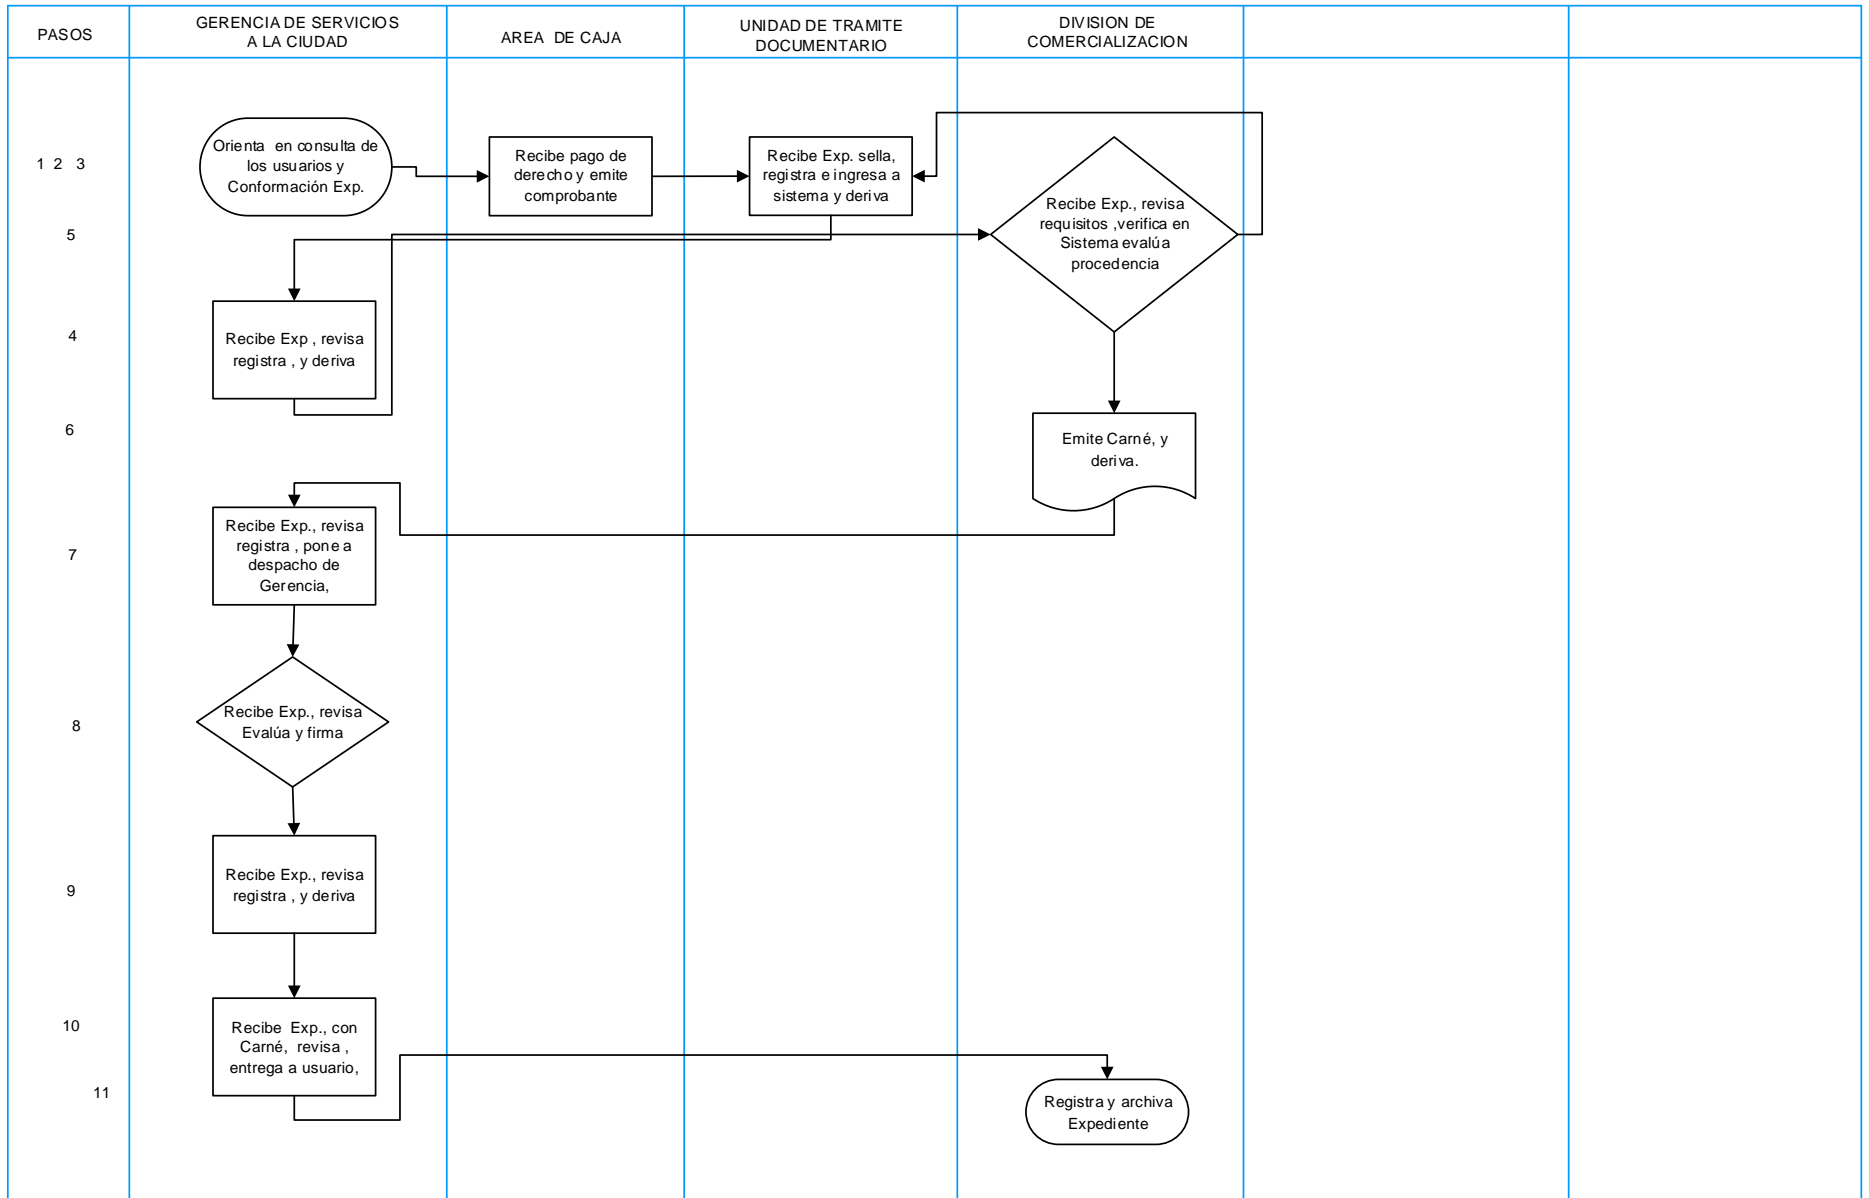 PASOS
GERENCIA DE SERVICIOS
A LA CIUDAD
AREA DE CAJA
UNIDAD DE TRAMITE
DOCUMENTARIO
DIVISION DE
COMERCIALIZACION
1 2 3
Orienta en consulta de
los usuarios y
Conformación Exp.
Recibe pago de
derecho y emite
comprobante
Recibe Exp. sella,
registra e ingresa a
sistema y deriva
5
Recibe Exp., revisa
requisitos ,verifica en
Sistema evalúa
procedencia
4
Recibe Exp , revisa
registra , y deriva
6
Emite Carné, y
deriva.
7
Recibe Exp., revisa
registra , pone a
despacho de
Gerencia,
8
Recibe Exp., revisa
Evalúa y firma
9
Recibe Exp., revisa
registra , y deriva
10
Recibe Exp., con
Carné, revisa ,
entrega a usuario,
11
Registra y archiva
Expediente